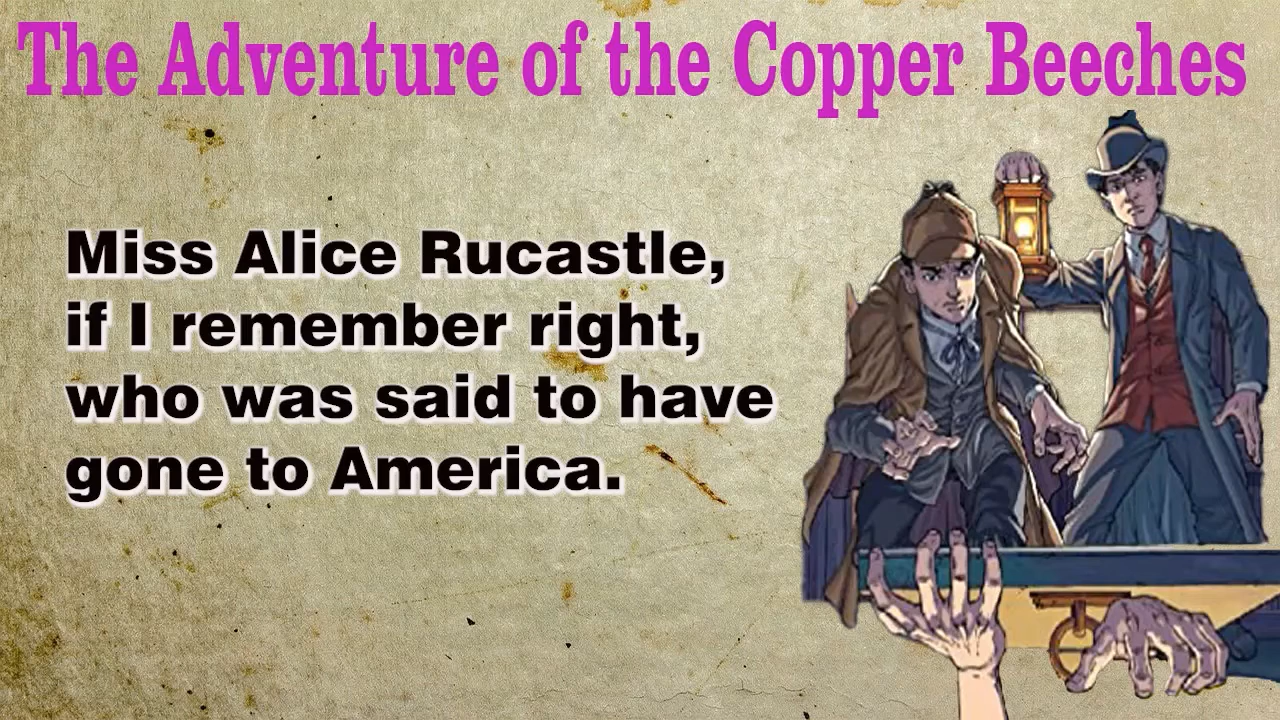 The Adventure of the Copper Beeches
Miss Alice Rucastle,
if I remember right,
who was said to have
gone to America.